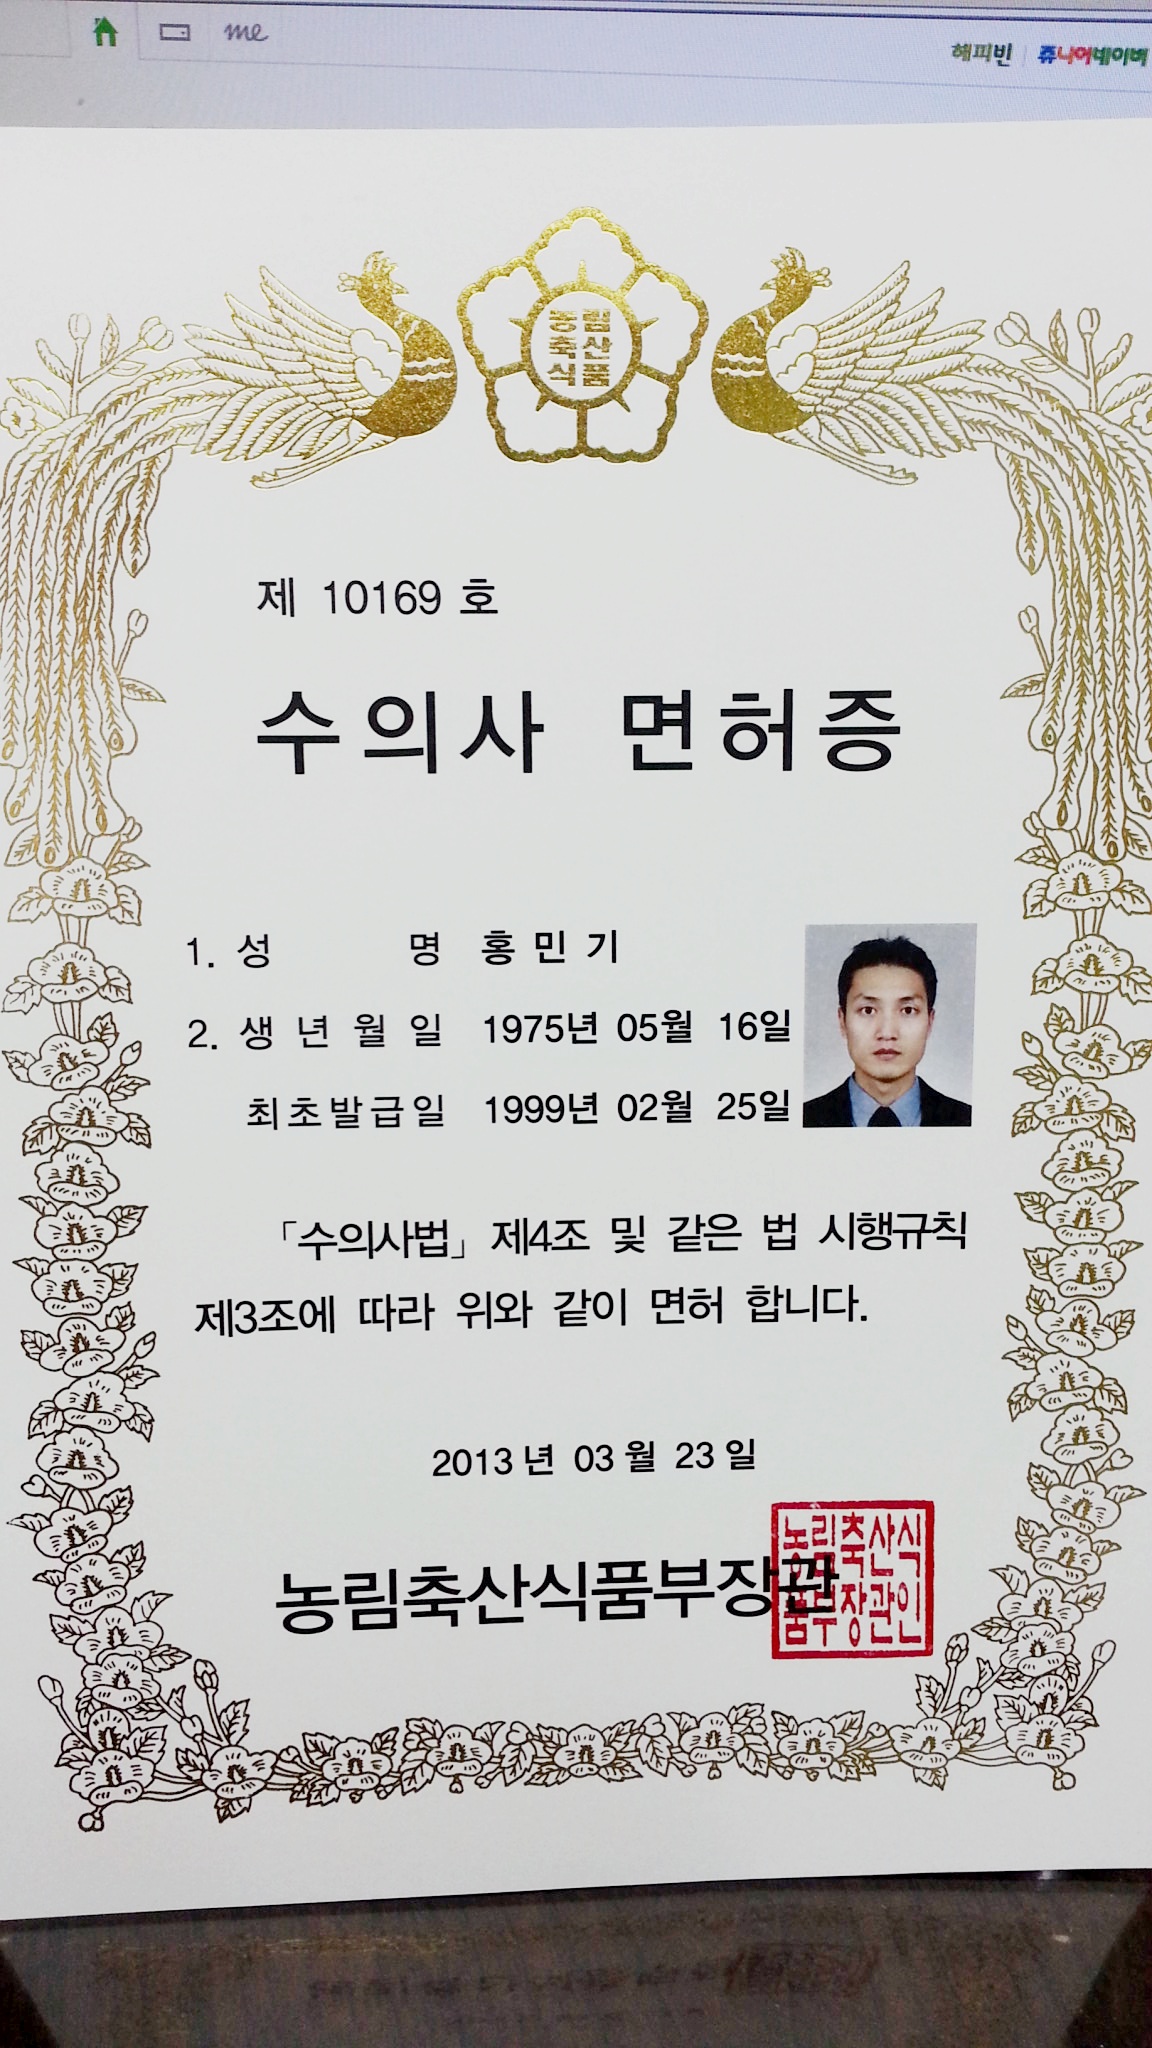 me
해피빈 쥬니어네이버
농림
축산
식품
제 10169 호
수의사 면허증
1. 성 명 홍 민 기
2. 생 년 월 일 1975년 05월 16일
최초발급일 1999년 02월 25일
「수의사법」 제4조 및 같은 법 시행규칙
제3조에 따라 위와 같이 면허 합니다.
2013 년 03 월 23 일
농림축산식품부장관
농림축산식
품부장관인